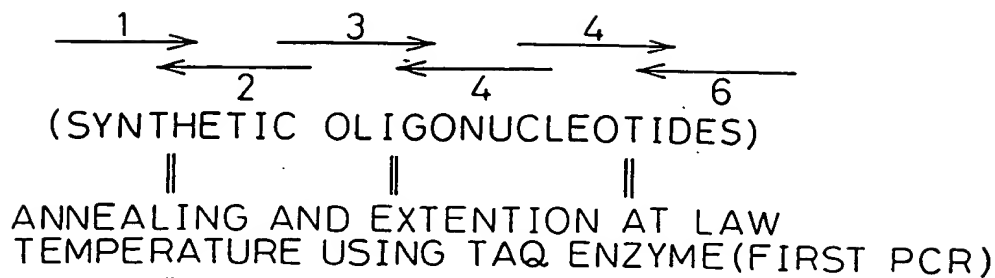 1 3 4
2 4 6
(SYNTHETIC OLIGONUCLEOTIDES)
ANNEALING AND EXTENTION AT LAW
TEMPERATURE USING TAQ ENZYME(FIRST PCR)